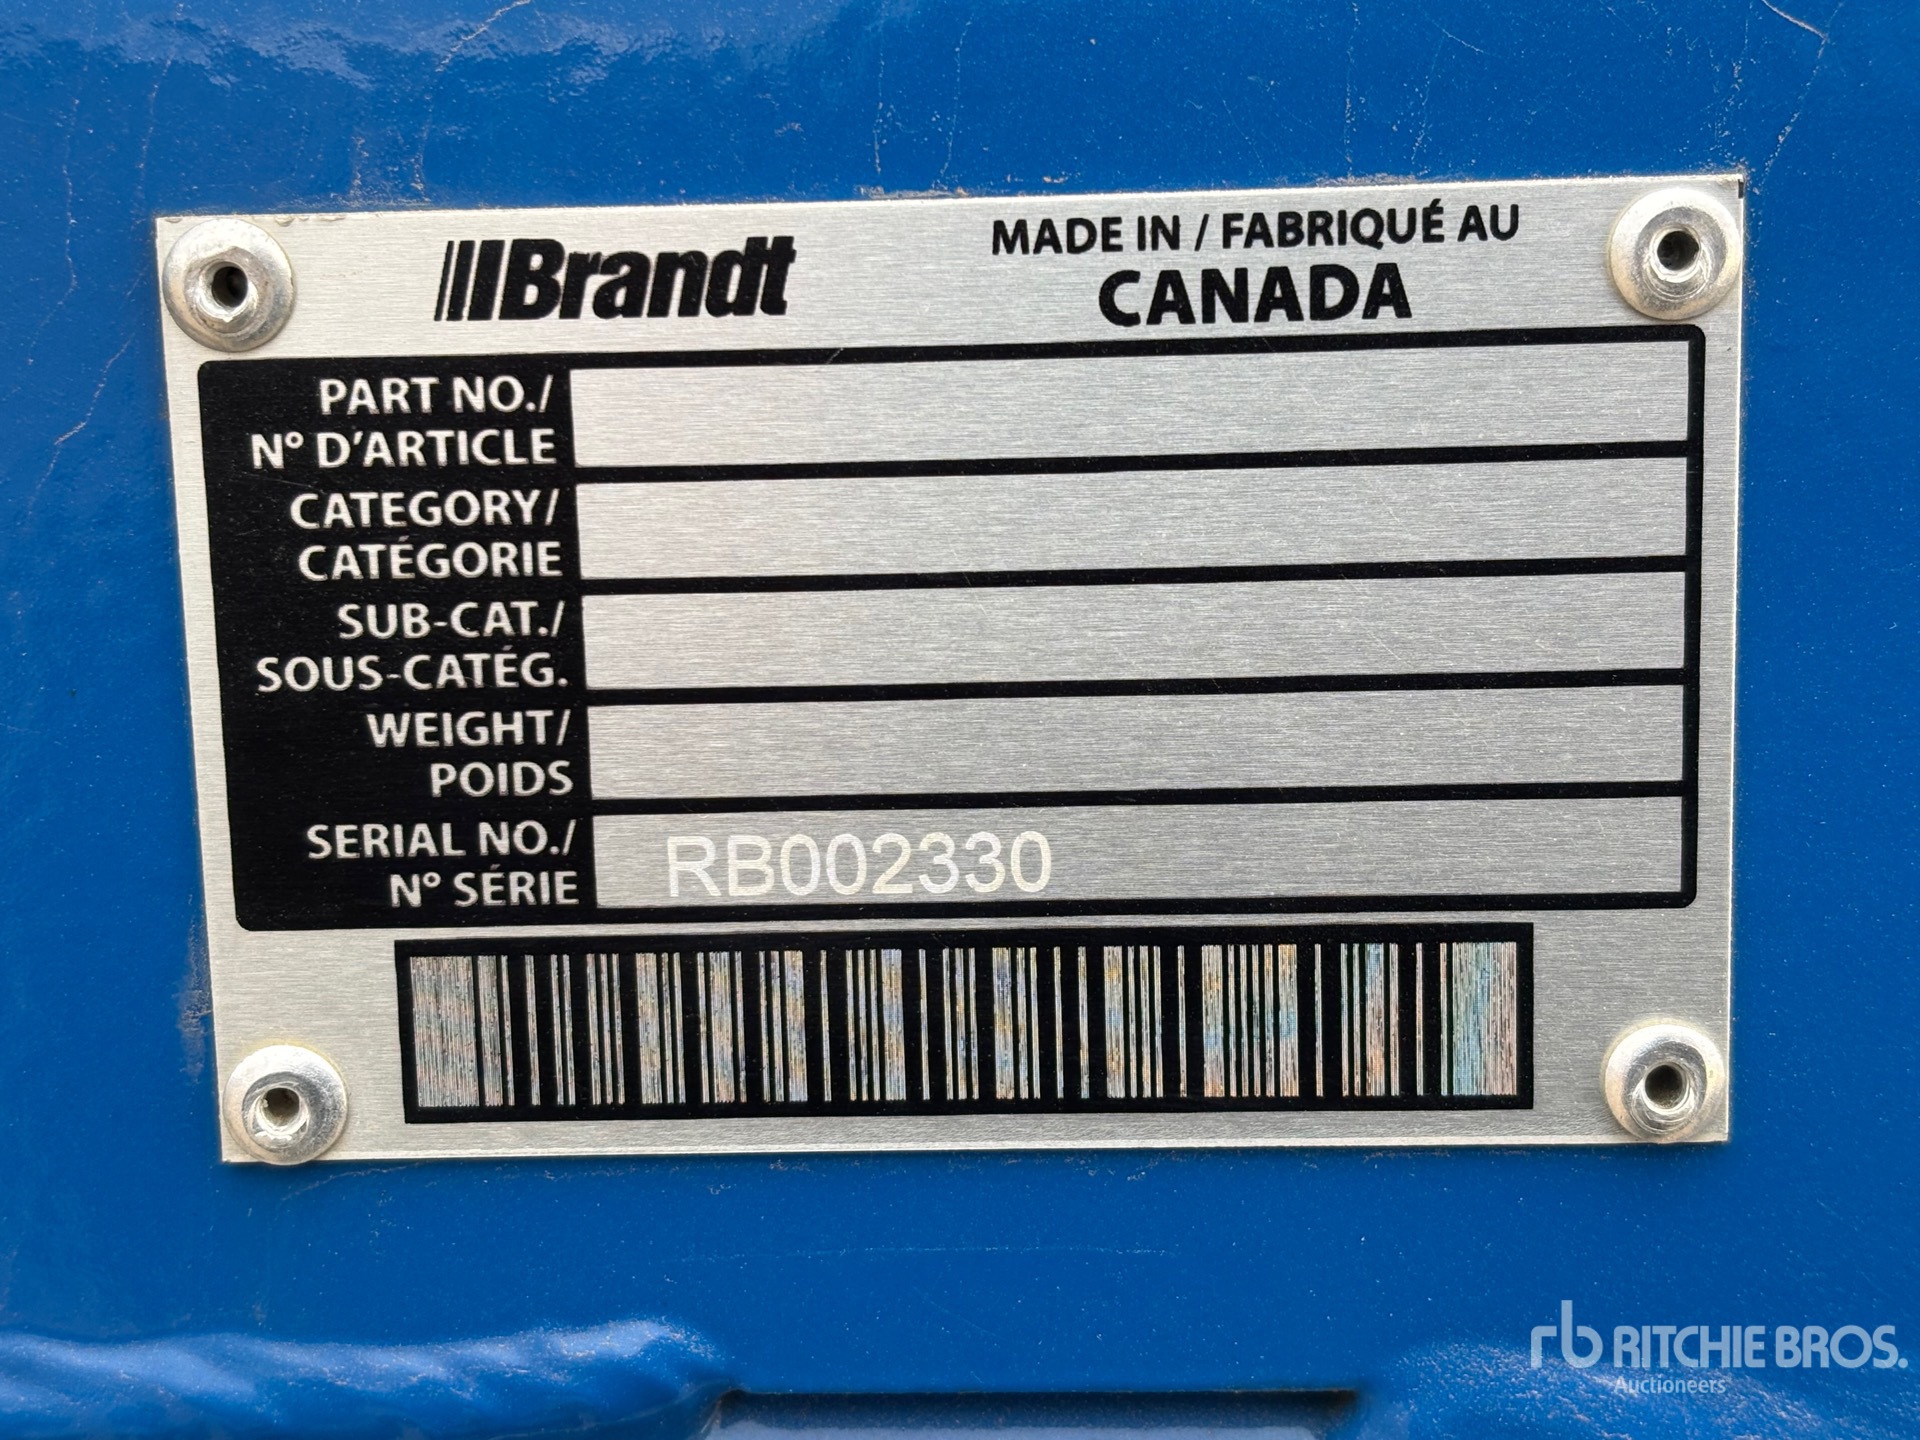 Brandt
MADE IN / FABRIQUÉ AU
CANADA
PART NO./
N° D'ARTICLE
CATEGORY/
CATÉGORIE
SUB-CAT./
SOUS-CATÉG.
WEIGHT/
POIDS
SERIAL NO./
N° SÉRIE
RB002330
rb RITCHIE BROS.
Auctioneers